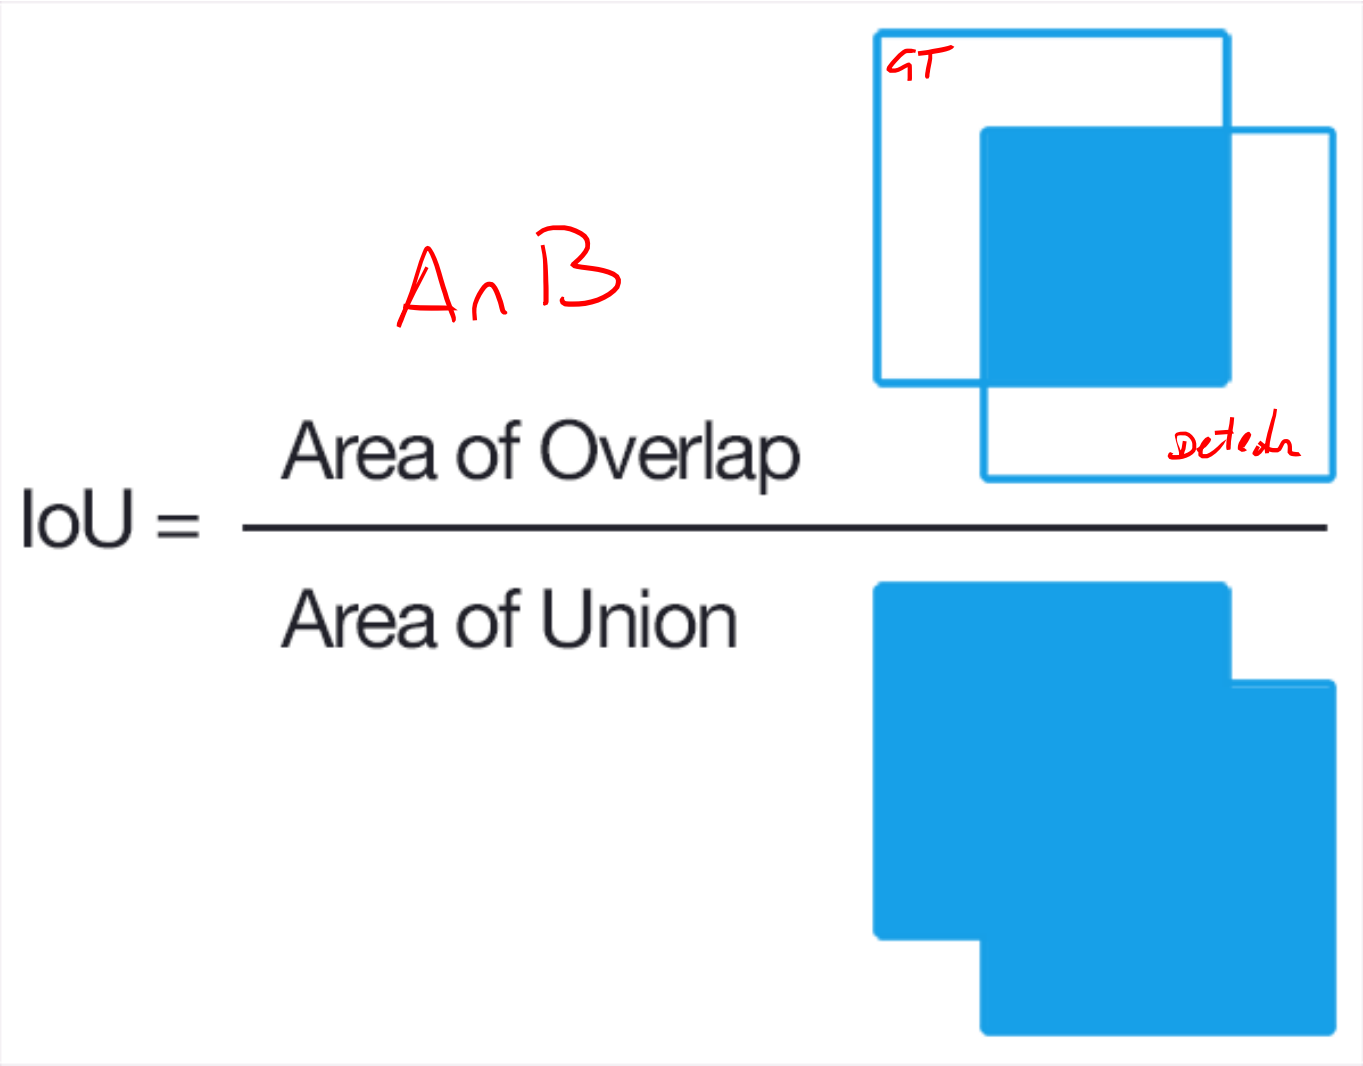 GT
A∩B
Area of Overlap
IoU =
Area of Union